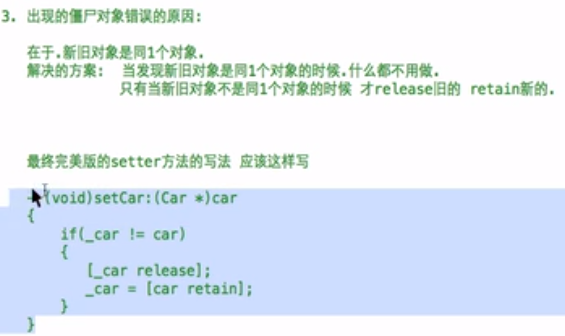 3. 出现的僵尸对象错误的原因:
在于.新旧对象是同1个对象.
解决的方案: 当发现新旧对象是同1个对象的时候.什么都不用做.
只有当新旧对象不是同1个对象的时候 才release旧的 retain新的.
最终完美版的setter方法的写法 应该这样写
- (void)setCar:(Car *)car
{
if(_car != car)
{
[_car release];
_car = [car retain];
}
}